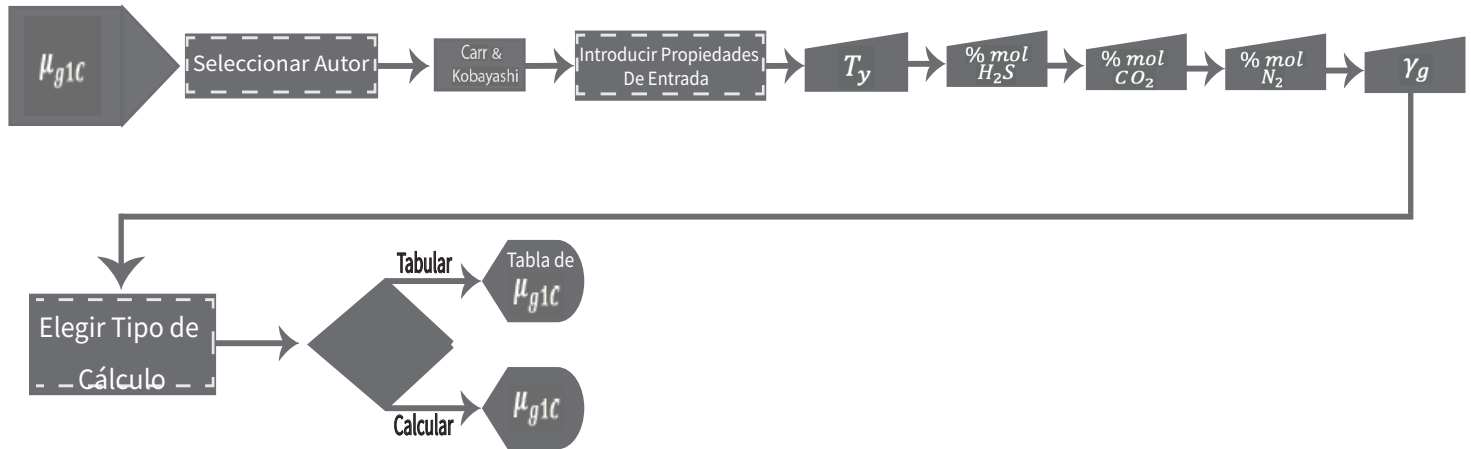 μg1C
Seleccionar Autor
Carr &
Kobayashi
Introducir Propiedades
De Entrada
Ty
% mol
H₂S
% mol
CO₂
% mol
N₂
γg
Elegir Tipo de
Cálculo
Tabular
Tabla de
μg1C
Calcular
μg1C